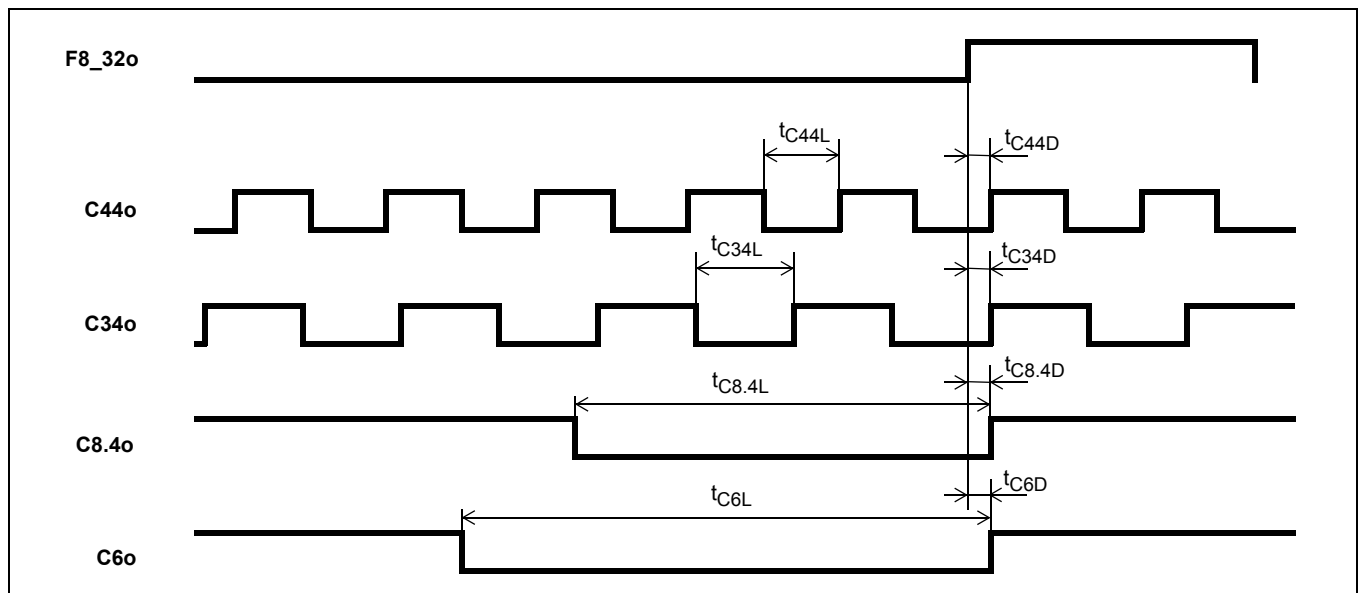 F8_32o
tC44L
tC44D
C44o
tC34L
tC34D
C34o
tC8.4L
tC8.4D
C8.4o
tC6L
tC6D
C6o